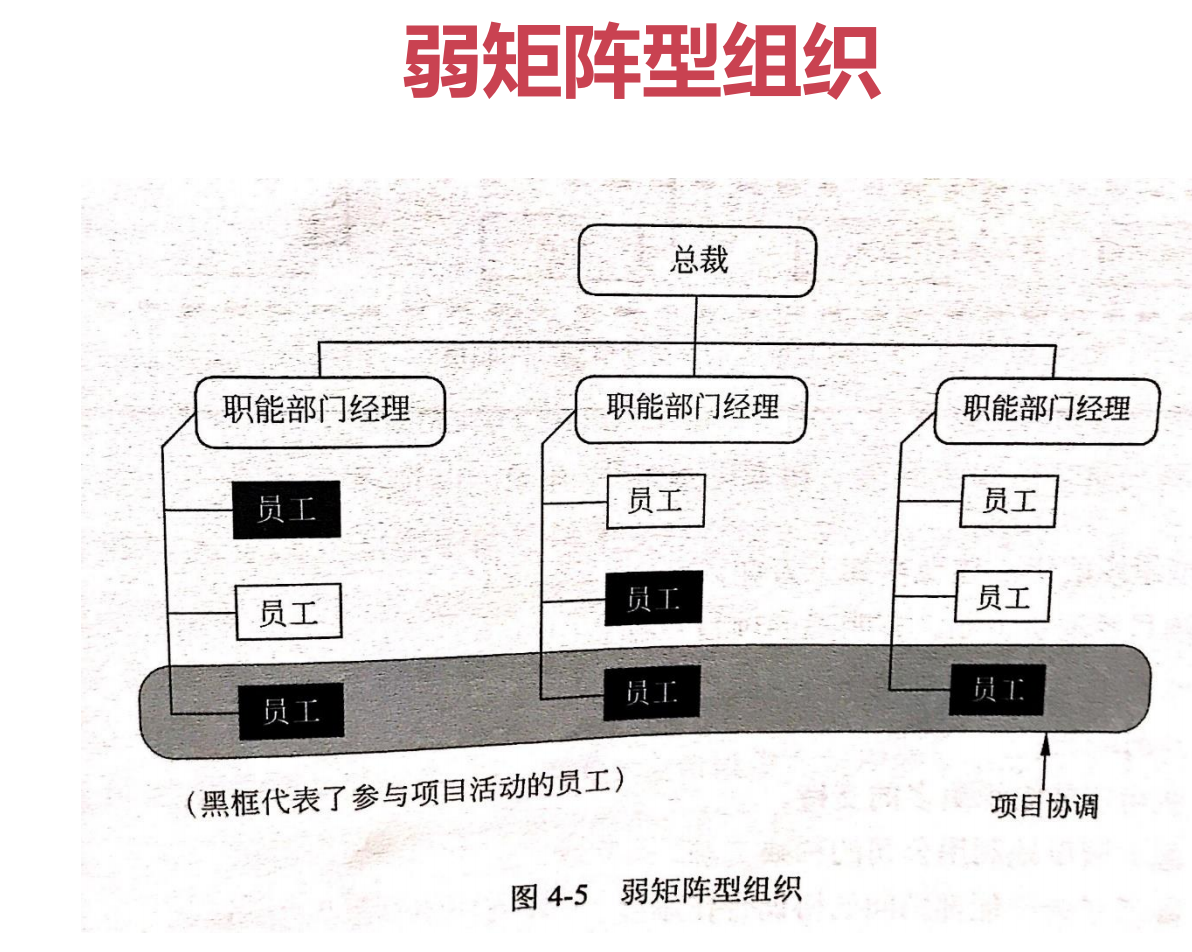 弱矩阵型组织
总裁
职能部门经理 职能部门经理 职能部门经理
员工 员工 员工
员工 员工 员工
员工 员工 员工
（黑框代表了参与项目活动的员工）
项目协调
图 4-5 弱矩阵型组织